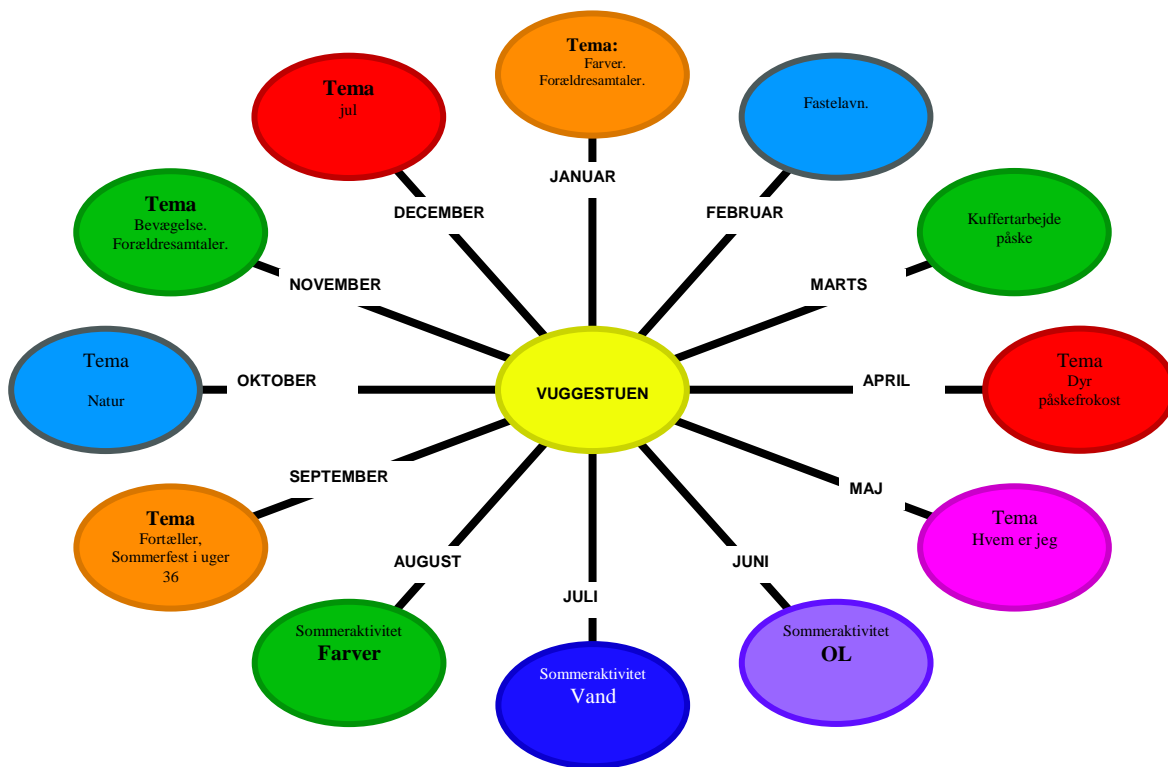 Tema:
Farver.
Forældresamtaler.
JANUAR
Fastelavn.
FEBRUAR
Kuffertarbejde
påske
MARTS
Tema
Dyr
påskefrokost
APRIL
Tema
Hvem er jeg
MAJ
Sommeraktivitet
OL
JUNI
Sommeraktivitet
Vand
JULI
Sommeraktivitet
Farver
AUGUST
Tema
Fortæller,
Sommerfest i uger
36
SEPTEMBER
Tema
Natur
OKTOBER
Tema
Bevægelse.
Forældresamtaler.
NOVEMBER
Tema
jul
DECEMBER
VUGGESTUEN